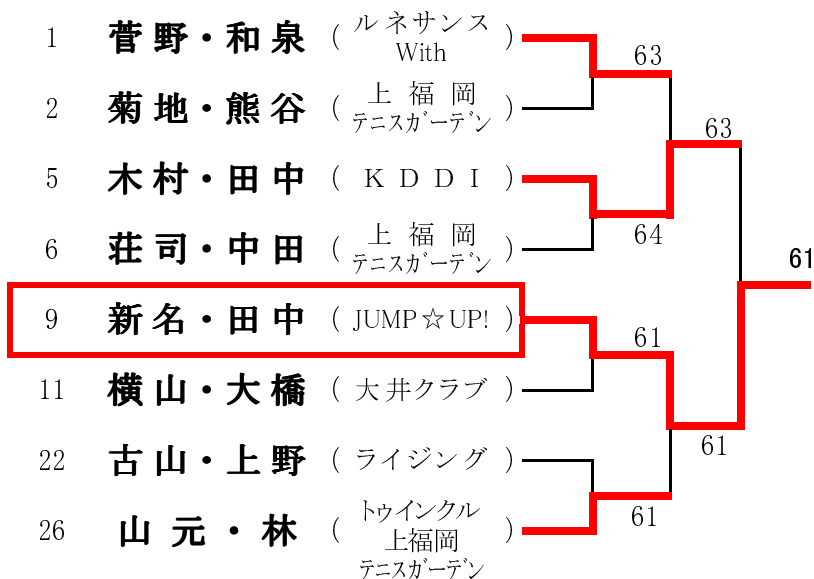 1 菅野・和泉 ( ルネサンス With )
63
2 菊地・熊谷 ( 上福岡 テニスガーデン )
63
5 木村・田中 ( KDDI )
64
6 荘司・中田 ( 上福岡 テニスガーデン )
61
9 新名・田中 ( JUMP☆UP! )
61
11 横山・大橋 ( 大井クラブ )
61
22 古山・上野 ( ライジング )
61
26 山元・林 ( トゥインクル 上福岡 テニスガーデン )